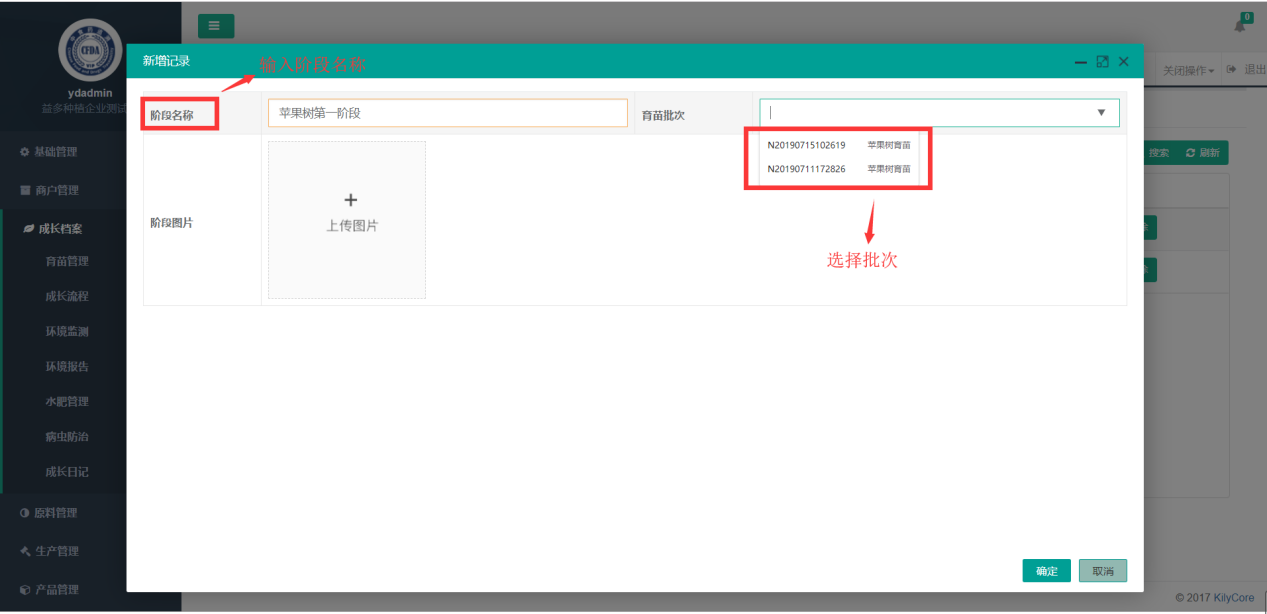 0
CFDA
ydadmin
益多种植企业测试
关闭操作
退出
新增记录
输入阶段名称
阶段名称
苹果树第一阶段
育苗批次
N20190715102619 苹果树育苗
N20190711172826 苹果树育苗
选择批次
阶段图片
+
上传图片
搜索
刷新
基础管理
商户管理
成长档案
育苗管理
成长流程
环境监测
环境报告
水肥管理
病虫防治
成长日记
原料管理
生产管理
产品管理
确定
取消
© 2017 KilyCore